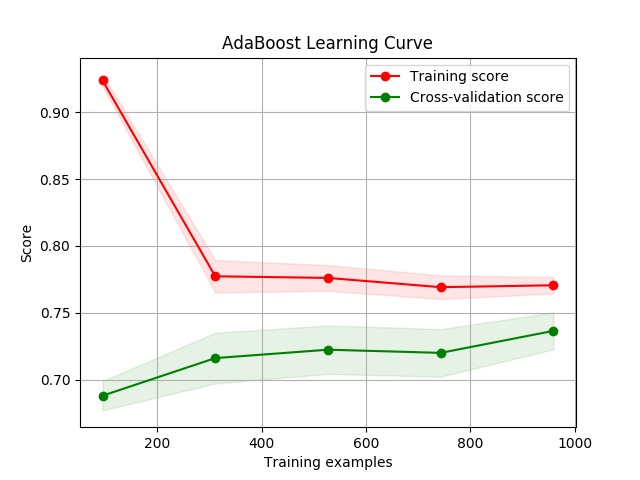 AdaBoost Learning Curve
Training score
Cross-validation score
Score
0.90
0.85
0.80
0.75
0.70
200 400 600 800 1000
Training examples